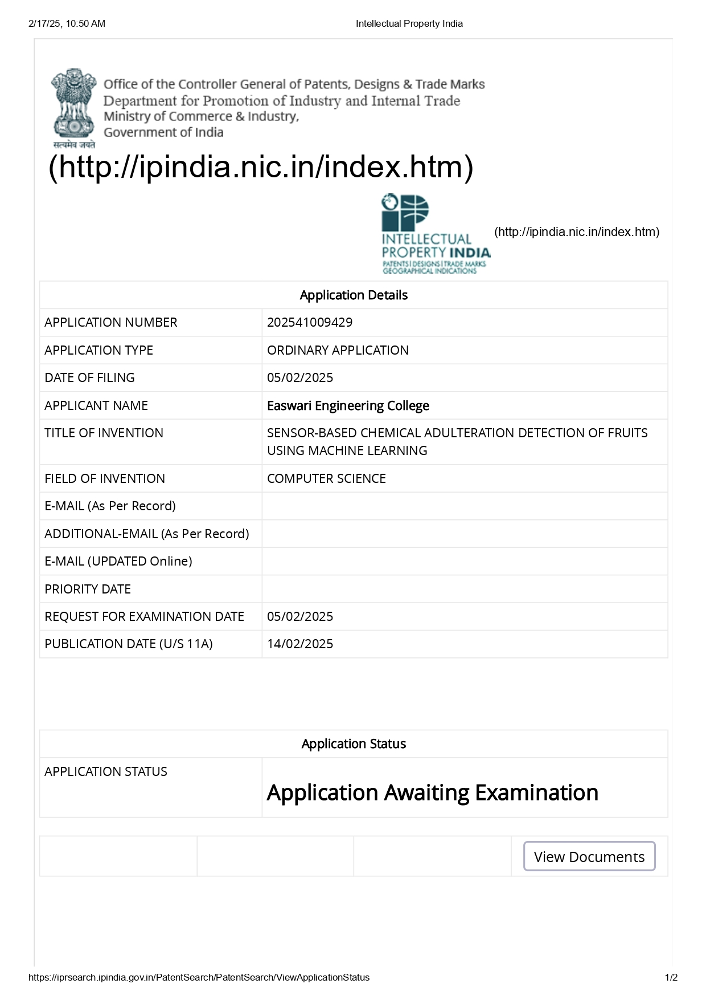 2/17/25, 10:50 AM
Intellectual Property India
Office of the Controller General of Patents, Designs & Trade Marks
Department for Promotion of Industry and Internal Trade
Ministry of Commerce & Industry,
Government of India
सत्यमेव जयते
(http://ipindia.nic.in/index.htm)
INTELLECTUAL
PROPERTY INDIA
PATENTS | DESIGNS | TRADE MARKS
GEOGRAPHICAL INDICATIONS
(http://ipindia.nic.in/index.htm)
Application Details
APPLICATION NUMBER 202541009429
APPLICATION TYPE ORDINARY APPLICATION
DATE OF FILING 05/02/2025
APPLICANT NAME Easwari Engineering College
TITLE OF INVENTION SENSOR-BASED CHEMICAL ADULTERATION DETECTION OF FRUITS
USING MACHINE LEARNING
FIELD OF INVENTION COMPUTER SCIENCE
E-MAIL (As Per Record)
ADDITIONAL-EMAIL (As Per Record)
E-MAIL (UPDATED Online)
PRIORITY DATE
REQUEST FOR EXAMINATION DATE 05/02/2025
PUBLICATION DATE (U/S 11A) 14/02/2025
Application Status
APPLICATION STATUS
Application Awaiting Examination
View Documents
https://iprsearch.ipindia.gov.in/PatentSearch/PatentSearch/ViewApplicationStatus
1/2